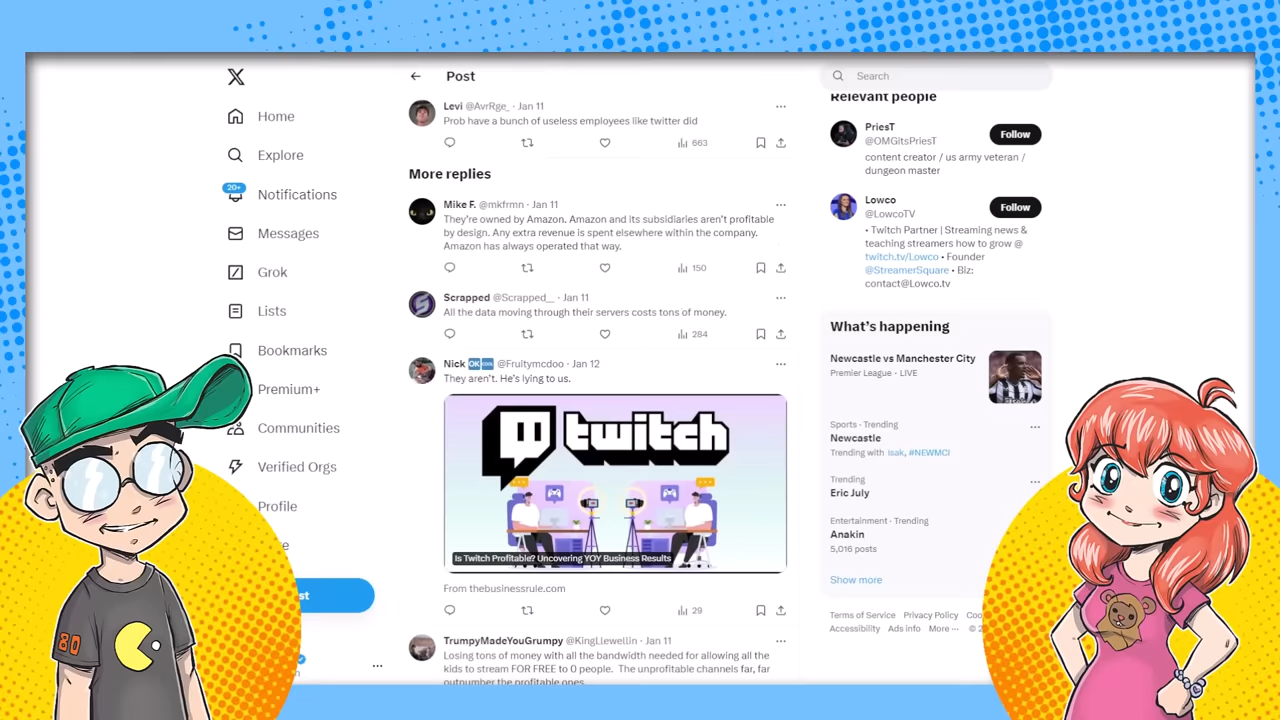 Home
Explore
20+
Notifications
Messages
Grok
Lists
Bookmarks
Premium+
Communities
Verified Orgs
Profile
Post
Levi @AvrRge_ · Jan 11
Prob have a bunch of useless employees like twitter did
663
More replies
Mike F. @mkfrmn · Jan 11
They're owned by Amazon. Amazon and its subsidiaries aren't profitable
by design. Any extra revenue is spent elsewhere within the company.
Amazon has always operated that way.
150
Scrapped @Scrapped__ · Jan 11
All the data moving through their servers costs tons of money.
284
Nick 🆗🆒 @Fruitymcdoo · Jan 12
They aren't. He's lying to us.
twitch
Is Twitch Profitable? Uncovering YOY Business Results
From thebusinessrule.com
29
TrumpyMadeYouGrumpy @KingLlewellin · Jan 11
Losing tons of money with all the bandwidth needed for allowing all the
kids to stream FOR FREE to 0 people. The unprofitable channels far, far
outnumber the profitable ones.
Search
Relevant people
PriesT
@OMGitsPriesT
Follow
content creator / us army veteran /
dungeon master
Lowco
@LowcoTV
Follow
• Twitch Partner | Streaming news &
teaching streamers how to grow @
twitch.tv/Lowco • Founder
@StreamerSquare • Biz:
contact@Lowco.tv
What's happening
Newcastle vs Manchester City
Premier League · LIVE
Sports · Trending
Newcastle
Trending with isak, #NEWMCI
Trending
Eric July
Entertainment · Trending
Anakin
5,016 posts
Show more
Terms of Service Privacy Policy
Accessibility Ads info More ···
80